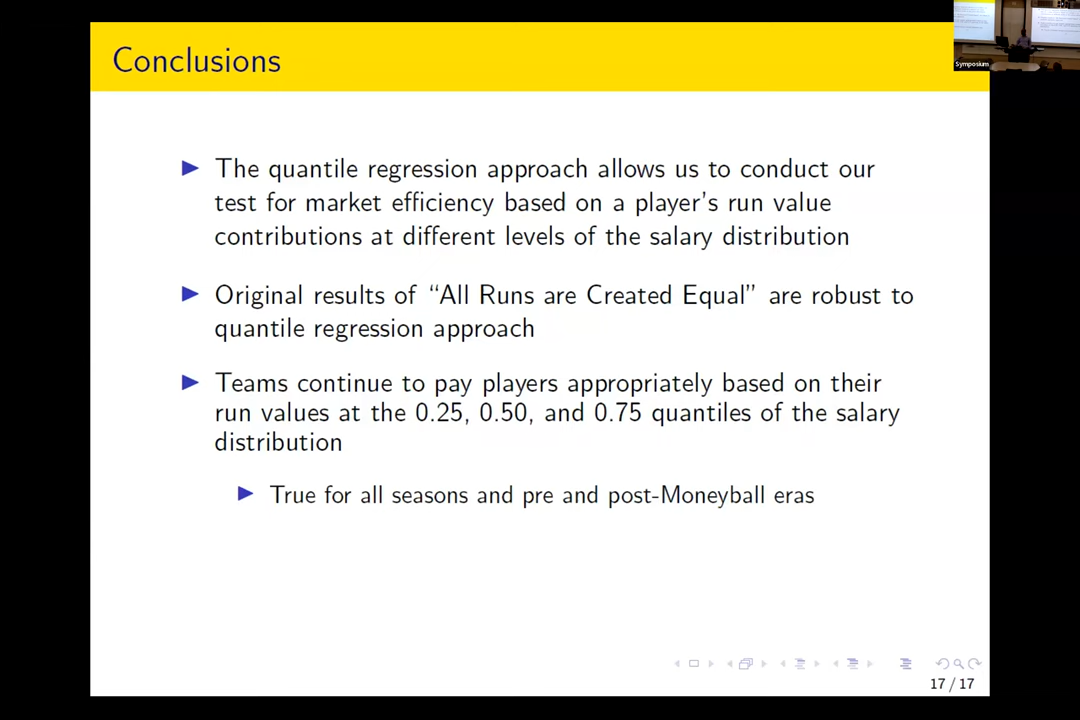 Conclusions
The quantile regression approach allows us to conduct our
test for market efficiency based on a player's run value
contributions at different levels of the salary distribution
Original results of “All Runs are Created Equal” are robust to
quantile regression approach
Teams continue to pay players appropriately based on their
run values at the 0.25, 0.50, and 0.75 quantiles of the salary
distribution
True for all seasons and pre and post-Moneyball eras
17 / 17
Symposium